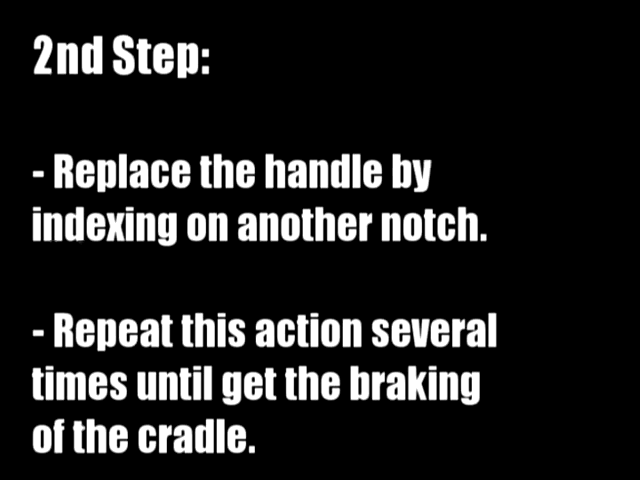 2nd Step:
- Replace the handle by
indexing on another notch.
- Repeat this action several
times until get the braking
of the cradle.